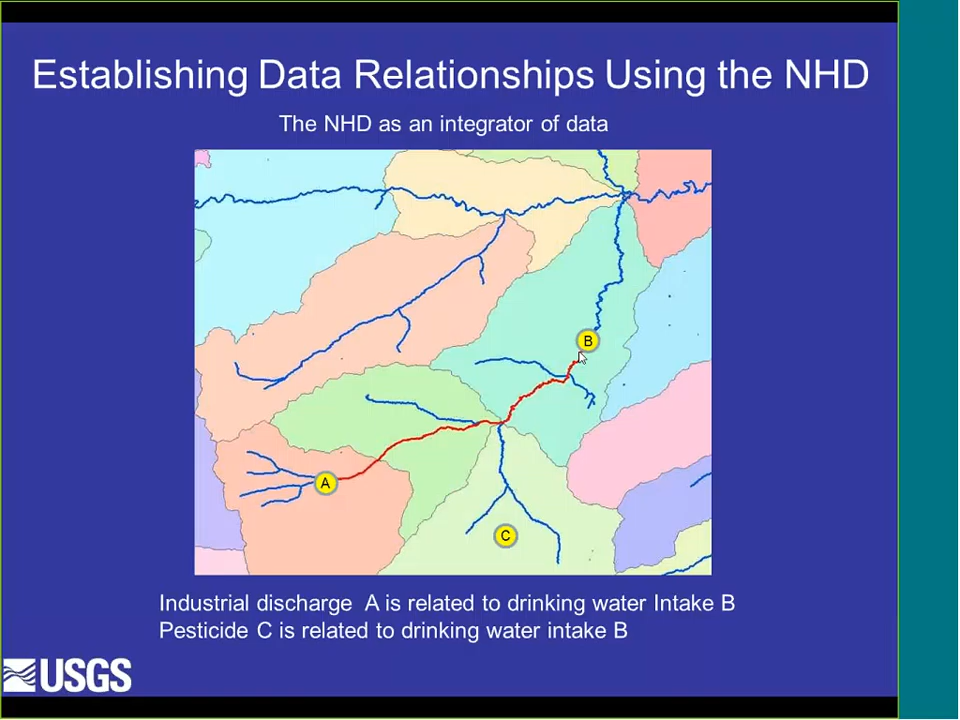 Establishing Data Relationships Using the NHD
The NHD as an integrator of data
B
A
C
Industrial discharge  A is related to drinking water Intake B
Pesticide C is related to drinking water intake B
USGS